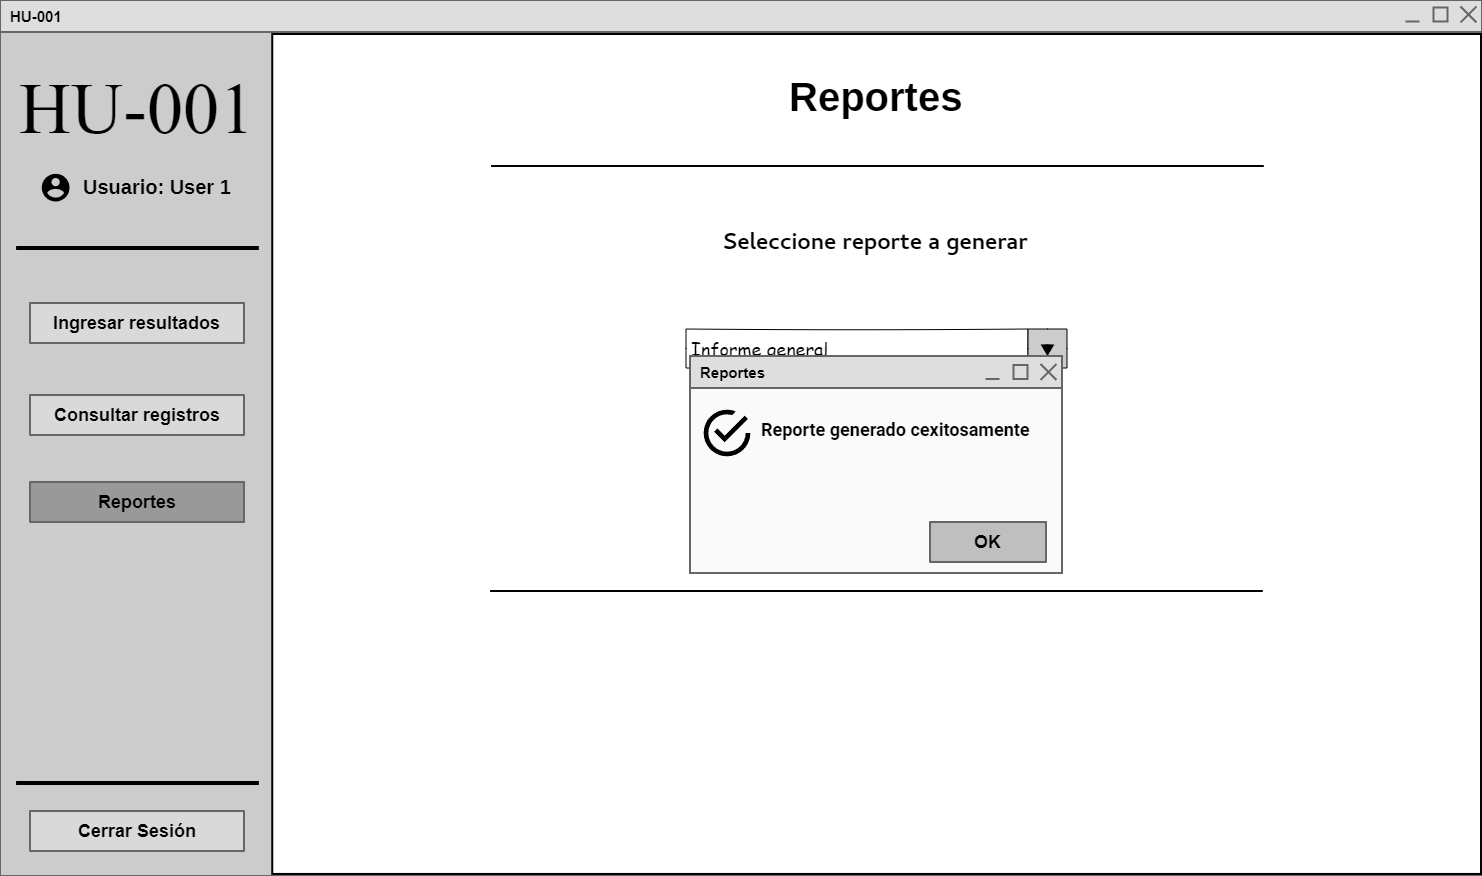 HU-001
HU-001
Usuario: User 1
Ingresar resultados
Consultar registros
Reportes
Cerrar Sesión
Reportes
Seleccione reporte a generar
Informe general
Reportes
Reporte generado cexitosamente
OK